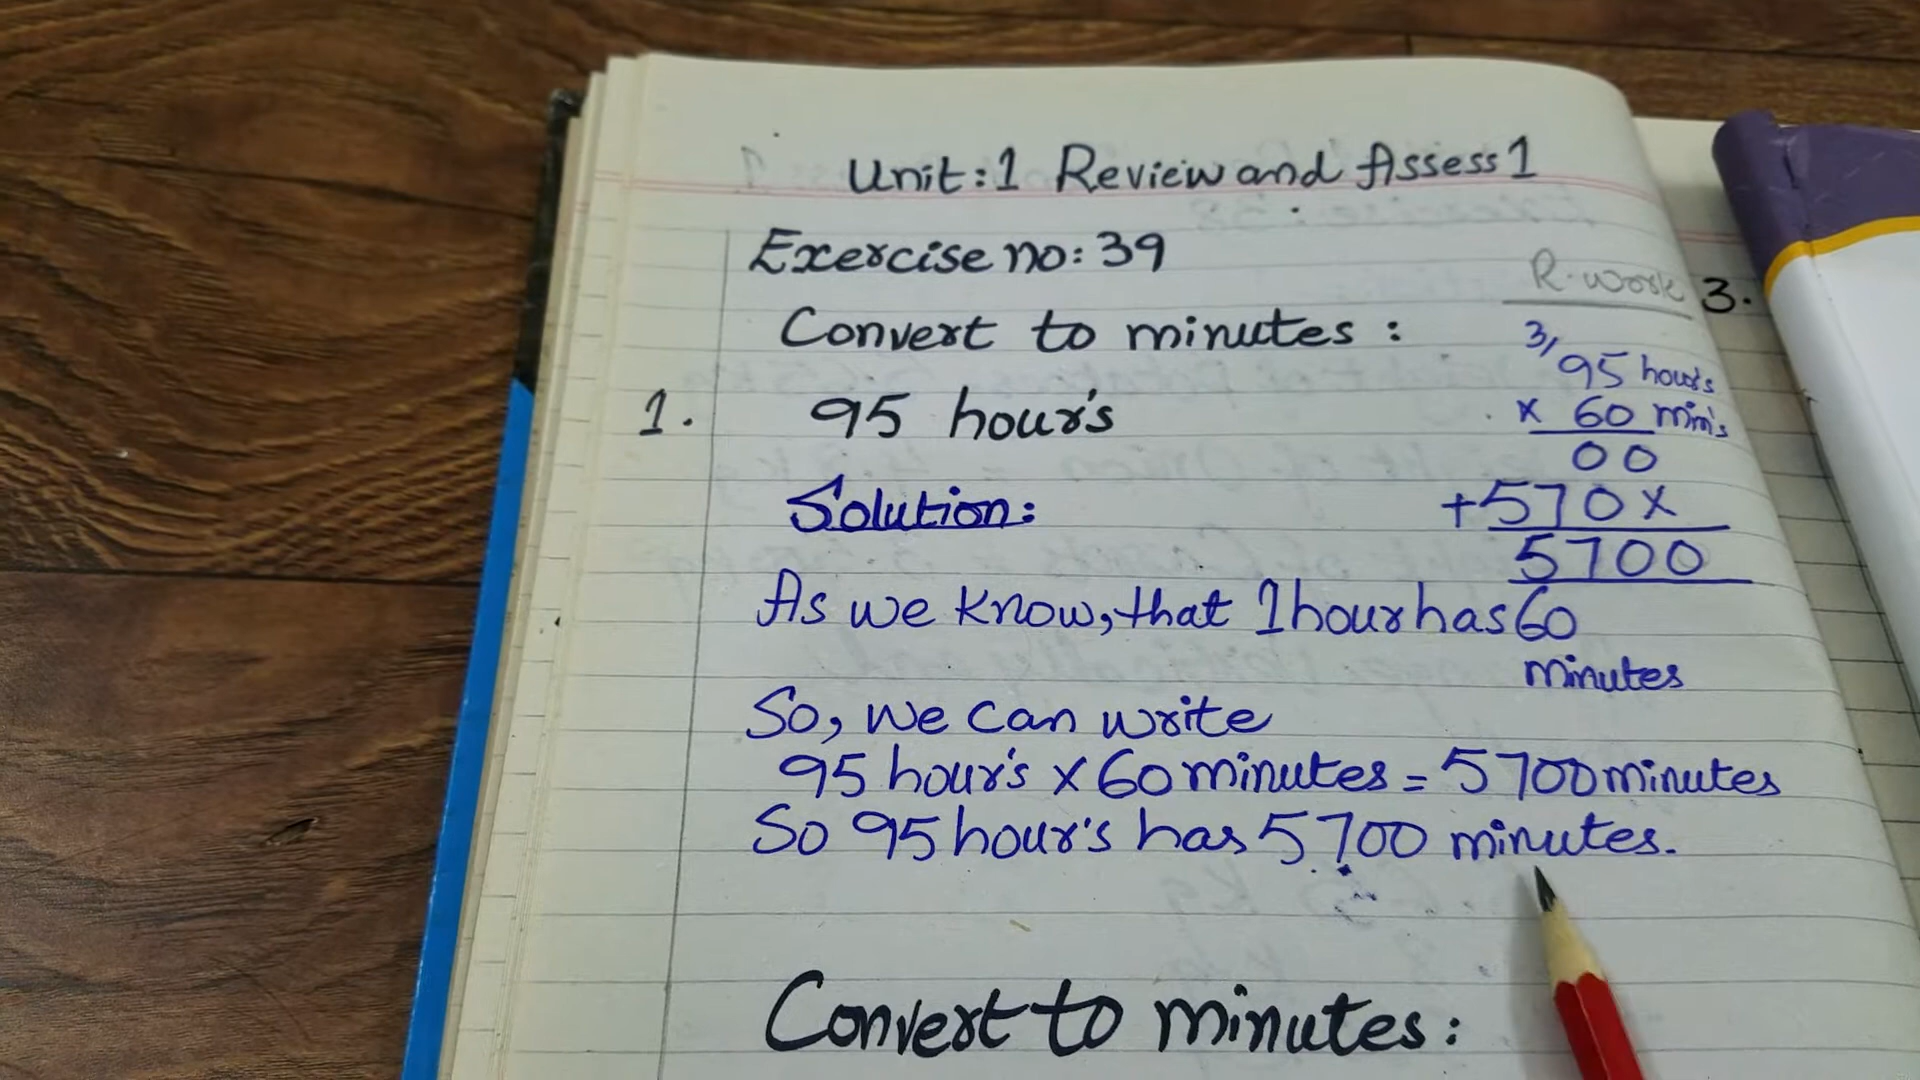 Unit:1 Review and Assess 1
Exercise no: 39
Convert to minutes :
1. 95 hour's
Solution:
As we know, that 1 hour has 60
minutes
So, we can write
95 hour's x 60 minutes = 5700 minutes
So 95 hour's has 5700 minutes.
Convert to minutes:
R.work
3/
95 hour's
x 60 min's
00
+570x
5700
3.